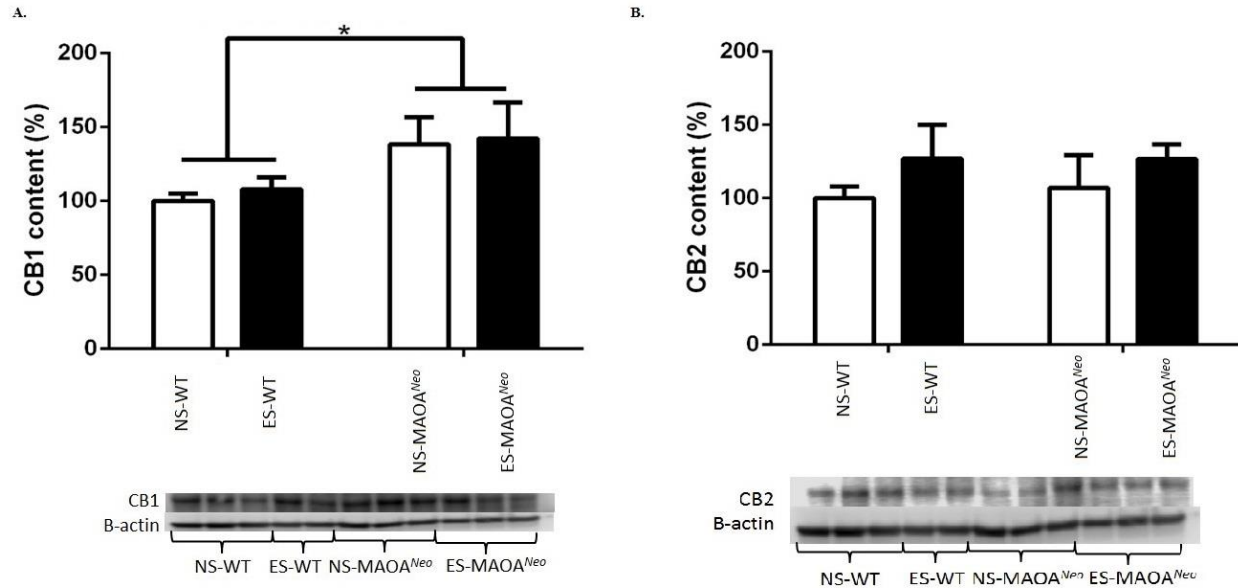 A.
*
200
150
100
50
0
CB1 content (%)
NS-WT
ES-WT
NS-MAOA^Neo
ES-MAOA^Neo
CB1
B-actin
NS-WT ES-WT NS-MAOA^Neo ES-MAOA^Neo
B.
200
150
100
50
0
CB2 content (%)
NS-WT
ES-WT
NS-MAOA^Neo
ES-MAOA^Neo
CB2
B-actin
NS-WT ES-WT NS-MAOA^Neo ES-MAOA^Neo